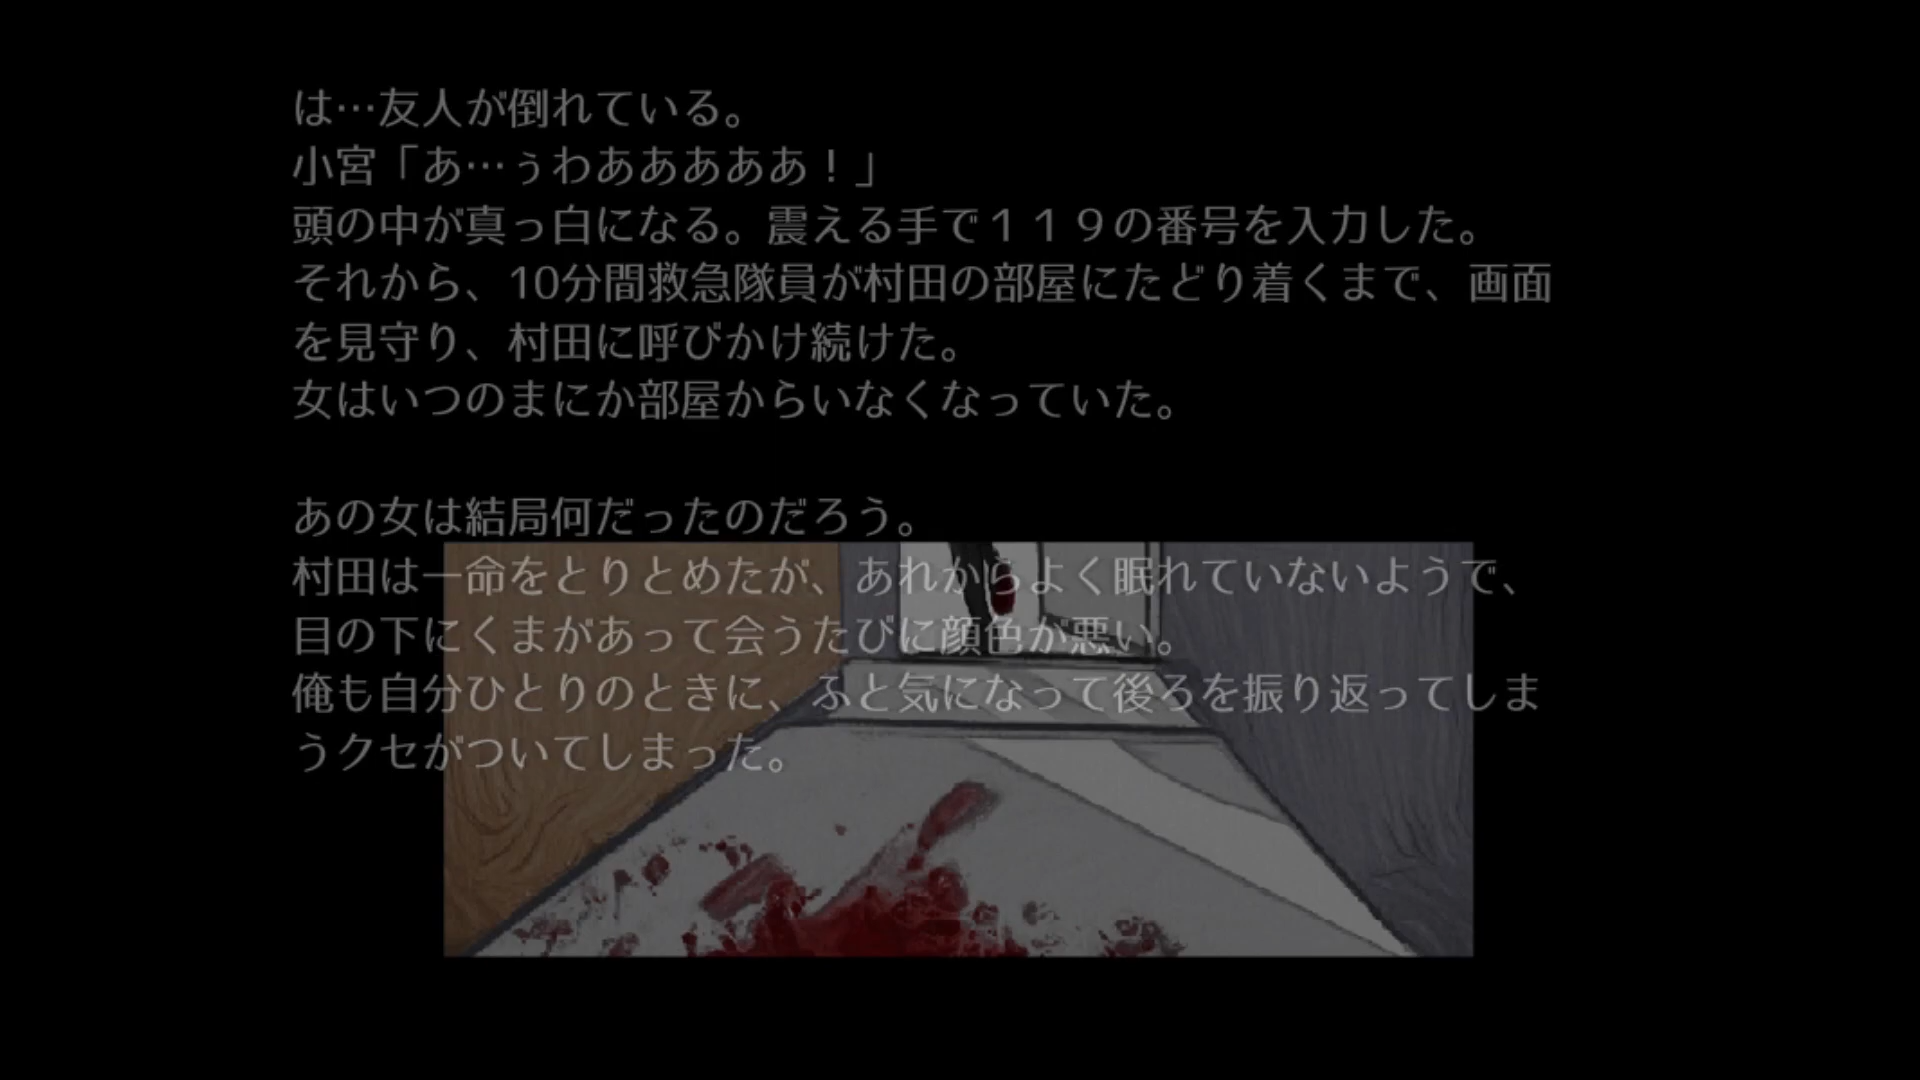 は…友人が倒れている。
小宮「あ…ぅわあああああ！」
頭の中が真っ白になる。震える手で１１９の番号を入力した。
それから、10分間救急隊員が村田の部屋にたどり着くまで、画面
を見守り、村田に呼びかけ続けた。
女はいつのまにか部屋からいなくなっていた。
あの女は結局何だったのだろう。
村田は一命をとりとめたが、あれからよく眠れていないようで、
目の下にくまがあって会うたびに顔色が悪い。
俺も自分ひとりのときに、ふと気になって後ろを振り返ってしま
うクセがついてしまった。